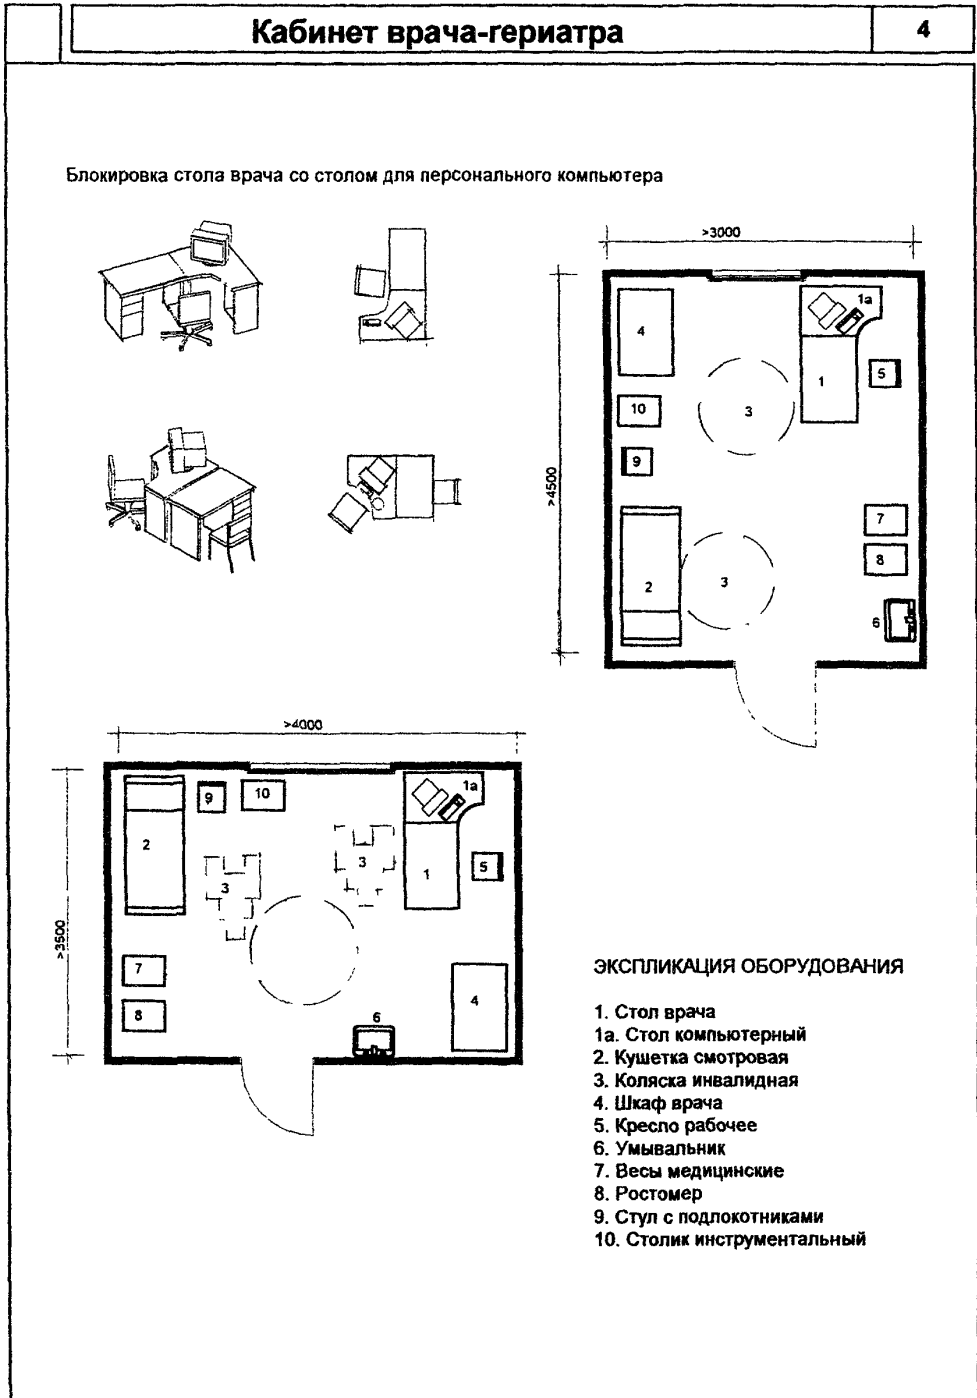 Кабинет врача-гериатра
4
Блокировка стола врача со столом для персонального компьютера
>3000
>4500
4
1а
1
5
10
3
9
7
8
2
3
6
>4000
>3500
2
9
10
1а
3
3
1
5
7
8
6
4
ЭКСПЛИКАЦИЯ ОБОРУДОВАНИЯ
1. Стол врача
1а. Стол компьютерный
2. Кушетка смотровая
3. Коляска инвалидная
4. Шкаф врача
5. Кресло рабочее
6. Умывальник
7. Весы медицинские
8. Ростомер
9. Стул с подлокотниками
10. Столик инструментальный